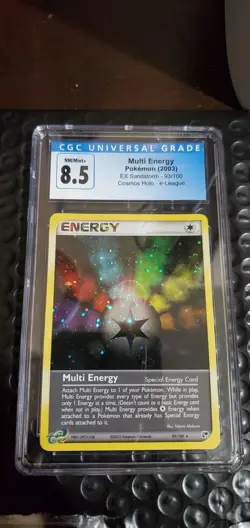 CGC UNIVERSAL GRADE
NM/Mint+
8.5
Multi Energy
Pokémon (2003)
EX Sandstorm - 93/100
Cosmos Holo - e-League
ENERGY
Multi Energy
Special Energy Card
Attach Multi Energy to 1 of your Pokémon. While in play,
Multi Energy provides every type of Energy but provides
only 1 Energy at a time. (Doesn't count as a basic Energy card
when not in play.) Multi Energy provides Energy when
attached to a Pokémon that already has Special Energy
cards attached to it.
93/100